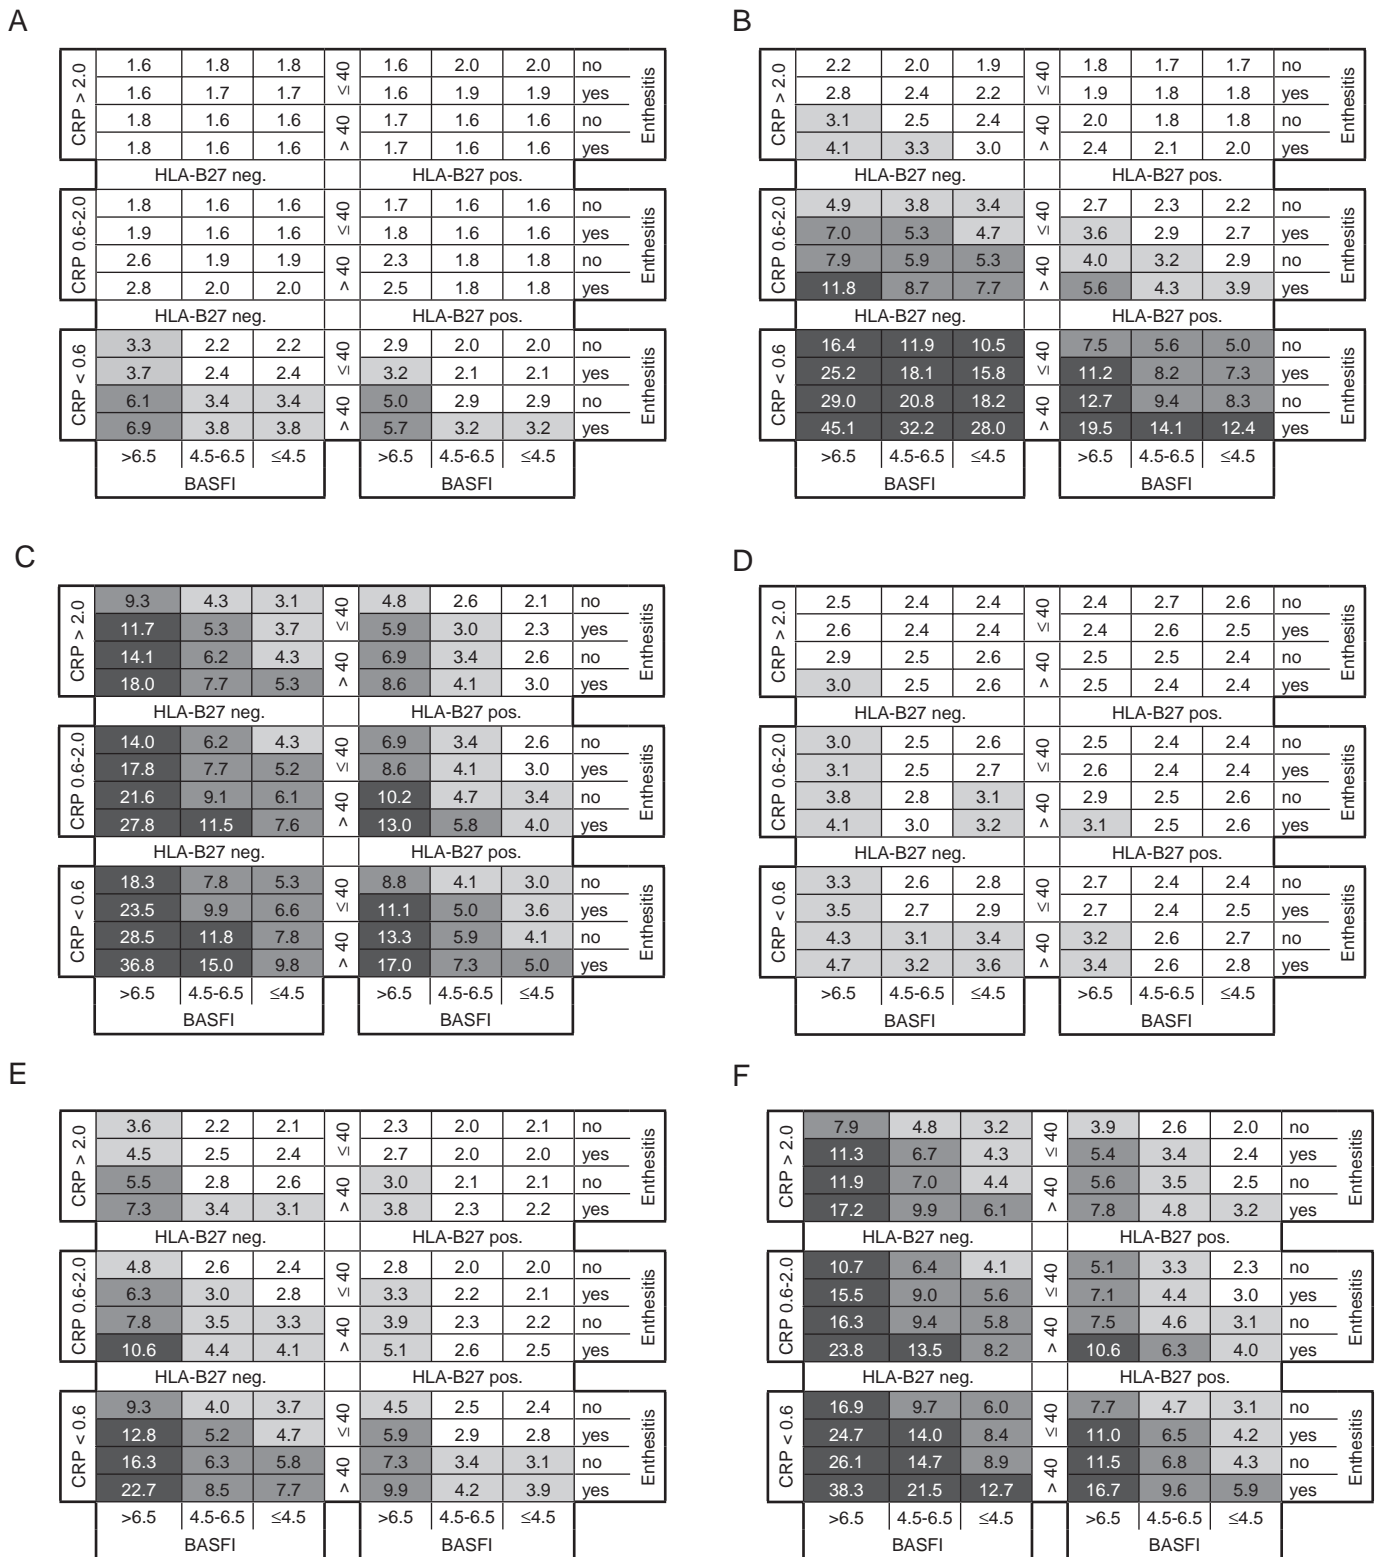 A
CRP > 2.0 1.6 1.8 1.8 ≤ 40 1.6 2.0 2.0 no Enthesitis
1.6 1.7 1.7 1.6 1.9 1.9 yes
1.8 1.6 1.6 > 40 1.7 1.6 1.6 no
1.8 1.6 1.6 1.7 1.6 1.6 yes
HLA-B27 neg. HLA-B27 pos.
CRP 0.6-2.0 1.8 1.6 1.6 ≤ 40 1.7 1.6 1.6 no Enthesitis
1.9 1.6 1.6 1.8 1.6 1.6 yes
2.6 1.9 1.9 > 40 2.3 1.8 1.8 no
2.8 2.0 2.0 2.5 1.8 1.8 yes
HLA-B27 neg. HLA-B27 pos.
CRP < 0.6 3.3 2.2 2.2 ≤ 40 2.9 2.0 2.0 no Enthesitis
3.7 2.4 2.4 3.2 2.1 2.1 yes
6.1 3.4 3.4 > 40 5.0 2.9 2.9 no
6.9 3.8 3.8 5.7 3.2 3.2 yes
>6.5 4.5-6.5 ≤4.5 >6.5 4.5-6.5 ≤4.5
BASFI BASFI
B
CRP > 2.0 2.2 2.0 1.9 ≤ 40 1.8 1.7 1.7 no Enthesitis
2.8 2.4 2.2 1.9 1.8 1.8 yes
3.1 2.5 2.4 > 40 2.0 1.8 1.8 no
4.1 3.3 3.0 2.4 2.1 2.0 yes
HLA-B27 neg. HLA-B27 pos.
CRP 0.6-2.0 4.9 3.8 3.4 ≤ 40 2.7 2.3 2.2 no Enthesitis
7.0 5.3 4.7 3.6 2.9 2.7 yes
7.9 5.9 5.3 > 40 4.0 3.2 2.9 no
11.8 8.7 7.7 5.6 4.3 3.9 yes
HLA-B27 neg. HLA-B27 pos.
CRP < 0.6 16.4 11.9 10.5 ≤ 40 7.5 5.6 5.0 no Enthesitis
25.2 18.1 15.8 11.2 8.2 7.3 yes
29.0 20.8 18.2 > 40 12.7 9.4 8.3 no
45.1 32.2 28.0 19.5 14.1 12.4 yes
>6.5 4.5-6.5 ≤4.5 >6.5 4.5-6.5 ≤4.5
BASFI BASFI
C
CRP > 2.0 9.3 4.3 3.1 ≤ 40 4.8 2.6 2.1 no Enthesitis
11.7 5.3 3.7 5.9 3.0 2.3 yes
14.1 6.2 4.3 > 40 6.9 3.4 2.6 no
18.0 7.7 5.3 8.6 4.1 3.0 yes
HLA-B27 neg. HLA-B27 pos.
CRP 0.6-2.0 14.0 6.2 4.3 ≤ 40 6.9 3.4 2.6 no Enthesitis
17.8 7.7 5.2 8.6 4.1 3.0 yes
21.6 9.1 6.1 > 40 10.2 4.7 3.4 no
27.8 11.5 7.6 13.0 5.8 4.0 yes
HLA-B27 neg. HLA-B27 pos.
CRP < 0.6 18.3 7.8 5.3 ≤ 40 8.8 4.1 3.0 no Enthesitis
23.5 9.9 6.6 11.1 5.0 3.6 yes
28.5 11.8 7.8 > 40 13.3 5.9 4.1 no
36.8 15.0 9.8 17.0 7.3 5.0 yes
>6.5 4.5-6.5 ≤4.5 >6.5 4.5-6.5 ≤4.5
BASFI BASFI
D
CRP > 2.0 2.5 2.4 2.4 ≤ 40 2.4 2.7 2.6 no Enthesitis
2.6 2.4 2.4 2.4 2.6 2.5 yes
2.9 2.5 2.6 > 40 2.5 2.5 2.4 no
3.0 2.5 2.6 2.5 2.4 2.4 yes
HLA-B27 neg. HLA-B27 pos.
CRP 0.6-2.0 3.0 2.5 2.6 ≤ 40 2.5 2.4 2.4 no Enthesitis
3.1 2.5 2.7 2.6 2.4 2.4 yes
3.8 2.8 3.1 > 40 2.9 2.5 2.6 no
4.1 3.0 3.2 3.1 2.5 2.6 yes
HLA-B27 neg. HLA-B27 pos.
CRP < 0.6 3.3 2.6 2.8 ≤ 40 2.7 2.4 2.4 no Enthesitis
3.5 2.7 2.9 2.7 2.4 2.5 yes
4.3 3.1 3.4 > 40 3.2 2.6 2.7 no
4.7 3.2 3.6 3.4 2.6 2.8 yes
>6.5 4.5-6.5 ≤4.5 >6.5 4.5-6.5 ≤4.5
BASFI BASFI
E
CRP > 2.0 3.6 2.2 2.1 ≤ 40 2.3 2.0 2.1 no Enthesitis
4.5 2.5 2.4 2.7 2.0 2.0 yes
5.5 2.8 2.6 > 40 3.0 2.1 2.1 no
7.3 3.4 3.1 3.8 2.3 2.2 yes
HLA-B27 neg. HLA-B27 pos.
CRP 0.6-2.0 4.8 2.6 2.4 ≤ 40 2.8 2.0 2.0 no Enthesitis
6.3 3.0 2.8 3.3 2.2 2.1 yes
7.8 3.5 3.3 > 40 3.9 2.3 2.2 no
10.6 4.4 4.1 5.1 2.6 2.5 yes
HLA-B27 neg. HLA-B27 pos.
CRP < 0.6 9.3 4.0 3.7 ≤ 40 4.5 2.5 2.4 no Enthesitis
12.8 5.2 4.7 5.9 2.9 2.8 yes
16.3 6.3 5.8 > 40 7.3 3.4 3.1 no
22.7 8.5 7.7 9.9 4.2 3.9 yes
>6.5 4.5-6.5 ≤4.5 >6.5 4.5-6.5 ≤4.5
BASFI BASFI
F
CRP > 2.0 7.9 4.8 3.2 ≤ 40 3.9 2.6 2.0 no Enthesitis
11.3 6.7 4.3 5.4 3.4 2.4 yes
11.9 7.0 4.4 > 40 5.6 3.5 2.5 no
17.2 9.9 6.1 7.8 4.8 3.2 yes
HLA-B27 neg. HLA-B27 pos.
CRP 0.6-2.0 10.7 6.4 4.1 ≤ 40 5.1 3.3 2.3 no Enthesitis
15.5 9.0 5.6 7.1 4.4 3.0 yes
16.3 9.4 5.8 > 40 7.5 4.6 3.1 no
23.8 13.5 8.2 10.6 6.3 4.0 yes
HLA-B27 neg. HLA-B27 pos.
CRP < 0.6 16.9 9.7 6.0 ≤ 40 7.7 4.7 3.1 no Enthesitis
24.7 14.0 8.4 11.0 6.5 4.2 yes
26.1 14.7 8.9 > 40 11.5 6.8 4.3 no
38.3 21.5 12.7 16.7 9.6 5.9 yes
>6.5 4.5-6.5 ≤4.5 >6.5 4.5-6.5 ≤4.5
BASFI BASFI